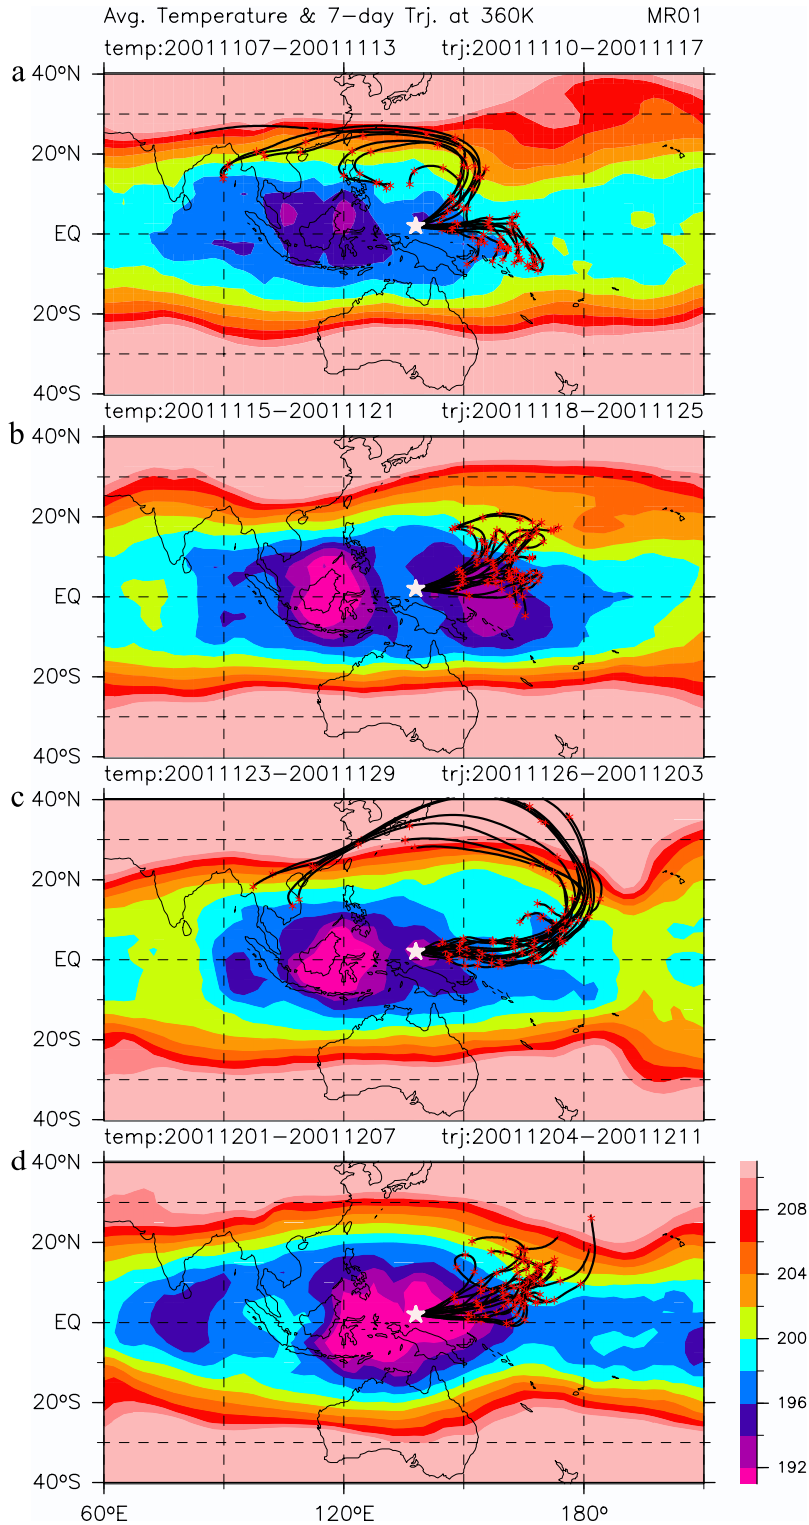 Avg. Temperature & 7-day Trj. at 360K MR01
temp:20011107-20011113 trj:20011110-20011117
a
40°N
20°N
EQ
20°S
40°S
temp:20011115-20011121 trj:20011118-20011125
b
40°N
20°N
EQ
20°S
40°S
temp:20011123-20011129 trj:20011126-20011203
c
40°N
20°N
EQ
20°S
40°S
temp:20011201-20011207 trj:20011204-20011211
d
40°N
20°N
EQ
20°S
40°S
60°E 120°E 180°
208
204
200
196
192